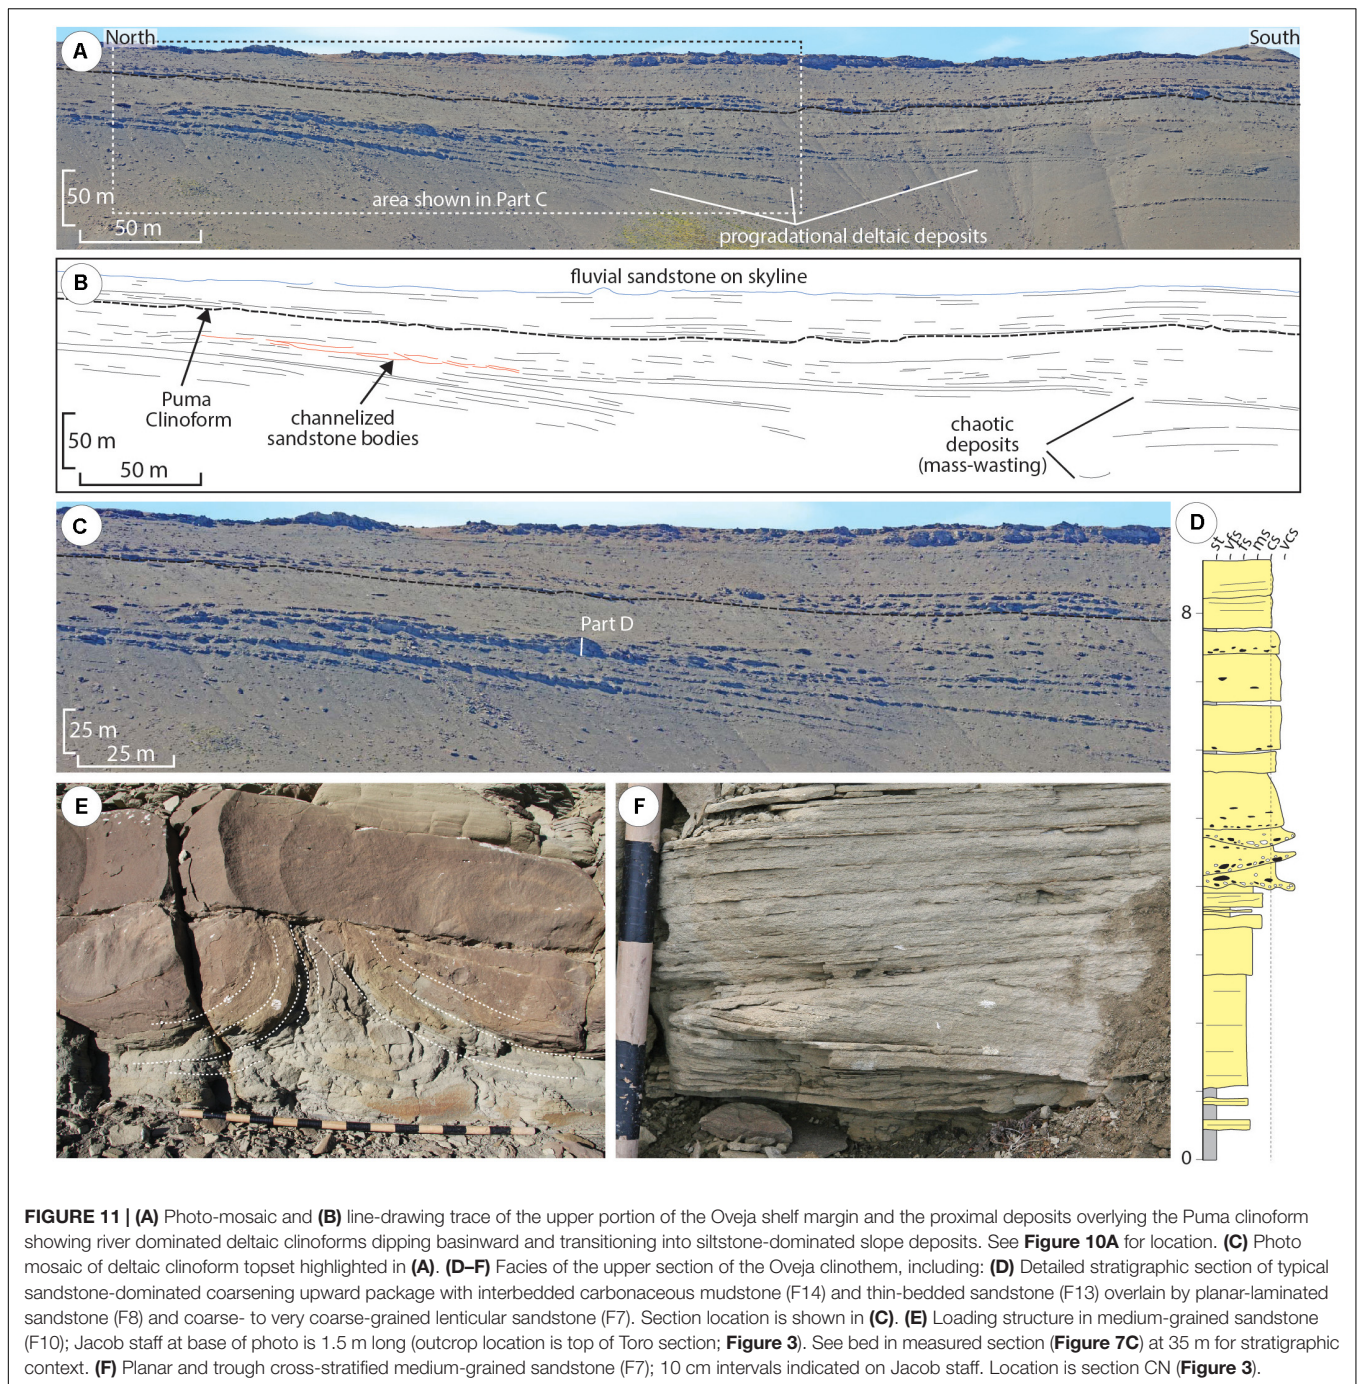 A
North
South
50 m
50 m
area shown in Part C
progradational deltaic deposits
B
fluvial sandstone on skyline
Puma
Clinoform
channelized
sandstone bodies
chaotic
deposits
(mass-wasting)
50 m
50 m
C
Part D
25 m
25 m
D
st
vfs
fs
ms
cs
vcs
8
0
E
F
FIGURE 11 | (A) Photo-mosaic and (B) line-drawing trace of the upper portion of the Oveja shelf margin and the proximal deposits overlying the Puma clinoform
showing river dominated deltaic clinoforms dipping basinward and transitioning into siltstone-dominated slope deposits. See Figure 10A for location. (C) Photo
mosaic of deltaic clinoform topset highlighted in (A). (D–F) Facies of the upper section of the Oveja clinothem, including: (D) Detailed stratigraphic section of typical
sandstone-dominated coarsening upward package with interbedded carbonaceous mudstone (F14) and thin-bedded sandstone (F13) overlain by planar-laminated
sandstone (F8) and coarse- to very coarse-grained lenticular sandstone (F7). Section location is shown in (C). (E) Loading structure in medium-grained sandstone
(F10); Jacob staff at base of photo is 1.5 m long (outcrop location is top of Toro section; Figure 3). See bed in measured section (Figure 7C) at 35 m for stratigraphic
context. (F) Planar and trough cross-stratified medium-grained sandstone (F7); 10 cm intervals indicated on Jacob staff. Location is section CN (Figure 3).